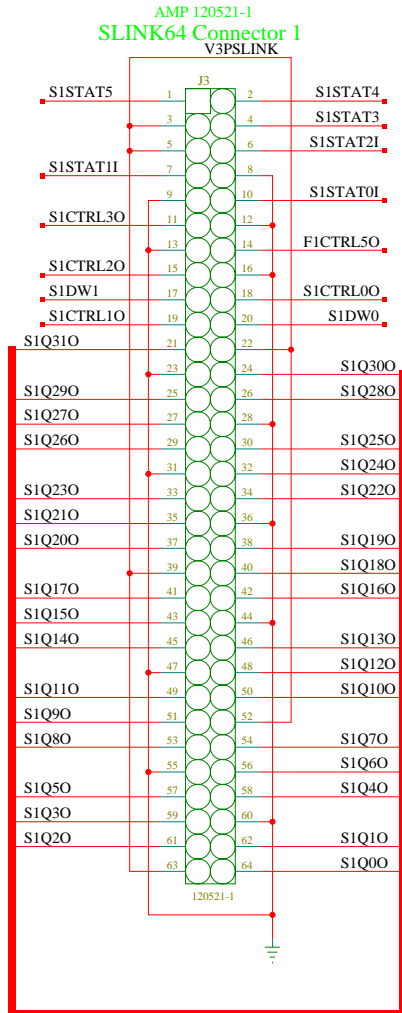 AMP 120521-1
SLINK64 Connector 1
V3PSLINK
J3
S1STAT5 1 2 S1STAT4
3 4 S1STAT3
5 6 S1STAT2I
S1STAT1I 7 8
9 10 S1STAT0I
S1CTRL3O 11 12
13 14 F1CTRL5O
S1CTRL2O 15 16
S1DW1 17 18 S1CTRL0O
S1CTRL1O 19 20 S1DW0
S1Q31O 21 22
23 24 S1Q30O
S1Q29O 25 26 S1Q28O
S1Q27O 27 28
S1Q26O 29 30 S1Q25O
31 32 S1Q24O
S1Q23O 33 34 S1Q22O
S1Q21O 35 36
S1Q20O 37 38 S1Q19O
39 40 S1Q18O
S1Q17O 41 42 S1Q16O
S1Q15O 43 44
S1Q14O 45 46 S1Q13O
47 48 S1Q12O
S1Q11O 49 50 S1Q10O
S1Q9O 51 52
S1Q8O 53 54 S1Q7O
55 56 S1Q6O
S1Q5O 57 58 S1Q4O
S1Q3O 59 60
S1Q2O 61 62 S1Q1O
63 64 S1Q0O
120521-1